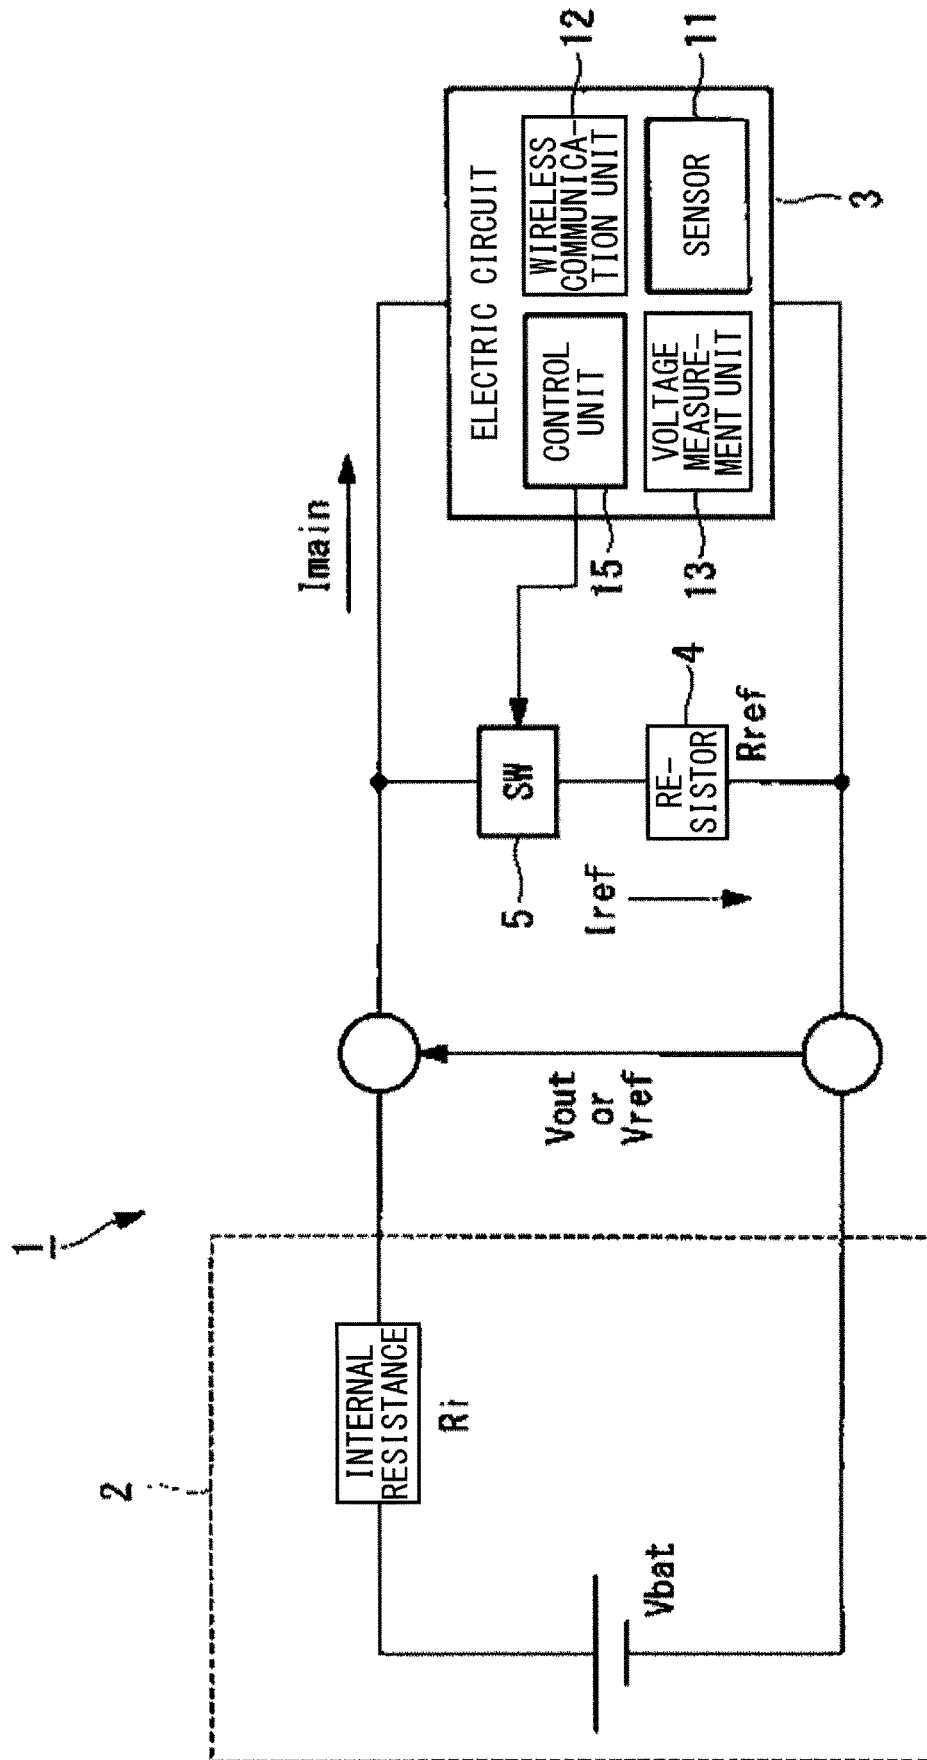 1
2
INTERNAL
RESISTANCE
Ri
Vbat
Vout
or
Vref
Imain
SW
5
Iref
RE-
SISTOR
4
Rref
ELECTRIC CIRCUIT
CONTROL
UNIT
15
WIRELESS
COMMUNICA-
TION UNIT
12
VOLTAGE
MEASURE-
MENT UNIT
13
SENSOR
11
3